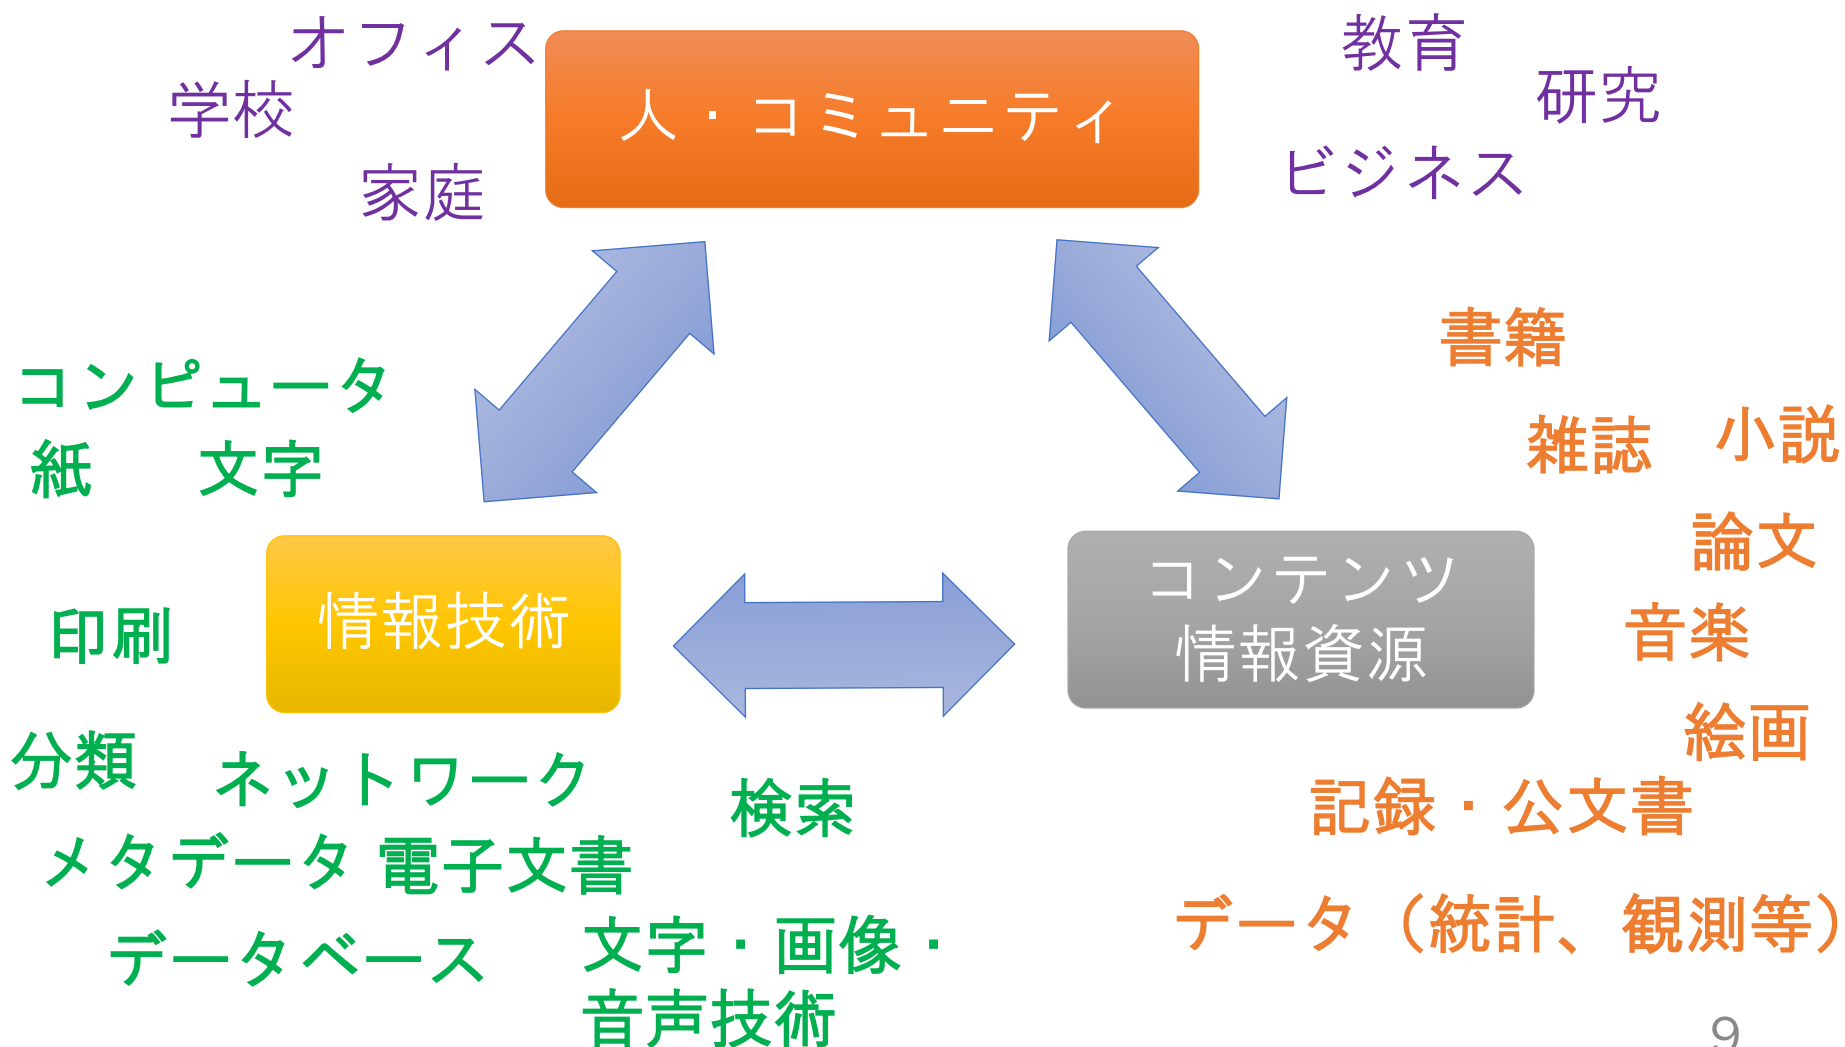 オフィス
学校
家庭
人・コミュニティ
教育
研究
ビジネス
コンピュータ
紙 文字
印刷
分類
ネットワーク
メタデータ 電子文書
データベース
検索
文字・画像・
音声技術
情報技術
コンテンツ
情報資源
書籍
雑誌 小説
論文
音楽
絵画
記録・公文書
データ（統計、観測等）
9